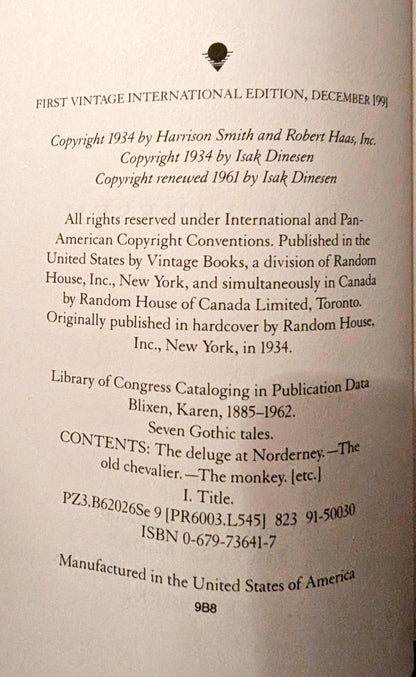 FIRST VINTAGE INTERNATIONAL EDITION, DECEMBER 1991
Copyright 1934 by Harrison Smith and Robert Haas, Inc.
Copyright 1934 by Isak Dinesen
Copyright renewed 1961 by Isak Dinesen
All rights reserved under International and Pan-
American Copyright Conventions. Published in the
United States by Vintage Books, a division of Random
House, Inc., New York, and simultaneously in Canada
by Random House of Canada Limited, Toronto.
Originally published in hardcover by Random House,
Inc., New York, in 1934.
Library of Congress Cataloging in Publication Data
Blixen, Karen, 1885–1962.
Seven Gothic tales.
CONTENTS: The deluge at Norderney.—The
old chevalier.—The monkey. [etc.]
I. Title.
PZ3.B62026Se 9 [PR6003.L545] 823 91-50030
ISBN 0-679-73641-7
Manufactured in the United States of America
9B8